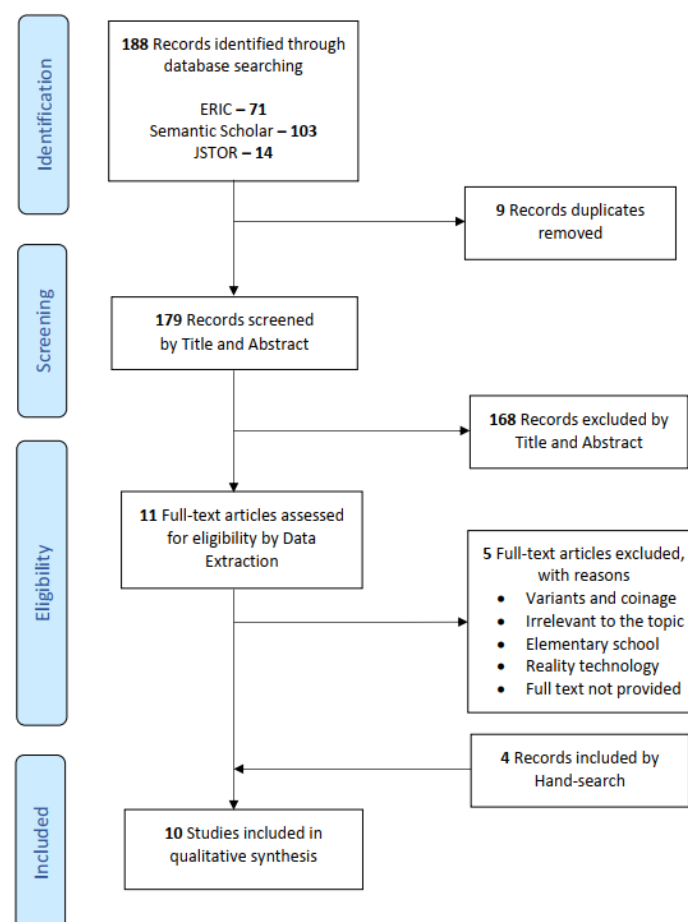 Identification
188 Records identified through
database searching
ERIC – 71
Semantic Scholar – 103
JSTOR – 14
9 Records duplicates
removed
Screening
179 Records screened
by Title and Abstract
168 Records excluded by
Title and Abstract
Eligibility
11 Full-text articles assessed
for eligibility by Data
Extraction
5 Full-text articles excluded,
with reasons
• Variants and coinage
• Irrelevant to the topic
• Elementary school
• Reality technology
• Full text not provided
Included
4 Records included by
Hand-search
10 Studies included in
qualitative synthesis